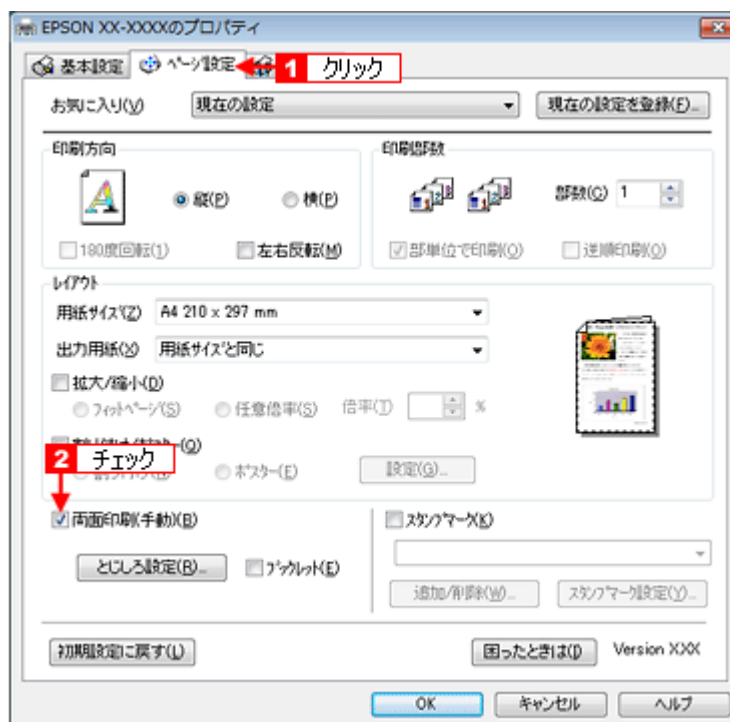 EPSON XX-XXXXのプロパティ
基本設定 ページ設定 1 クリック
お気に入り(V) 現在の設定 現在の設定を登録(F)...
印刷方向 印刷部数
縦(P) 横(P) 部数(C) 1
180度回転(1) 左右反転(M) 部単位で印刷(O) 逆順印刷(O)
レイアウト
用紙サイズ(Z) A4 210 x 297 mm
出力用紙(X) 用紙サイズと同じ
拡大/縮小(D)
フィットページ(S) 任意倍率(S) 倍率(T) %
2 チェック (Q)
ポスター(E) 設定(G)...
両面印刷(手動)(B) スタンプマーク(K)
とじしろ設定(R)... ブックレット(E)
追加/削除(W)... スタンプマーク設定(Y)...
初期設定に戻す(L) 困ったときは(I) Version X.XX
OK キャンセル ヘルプ